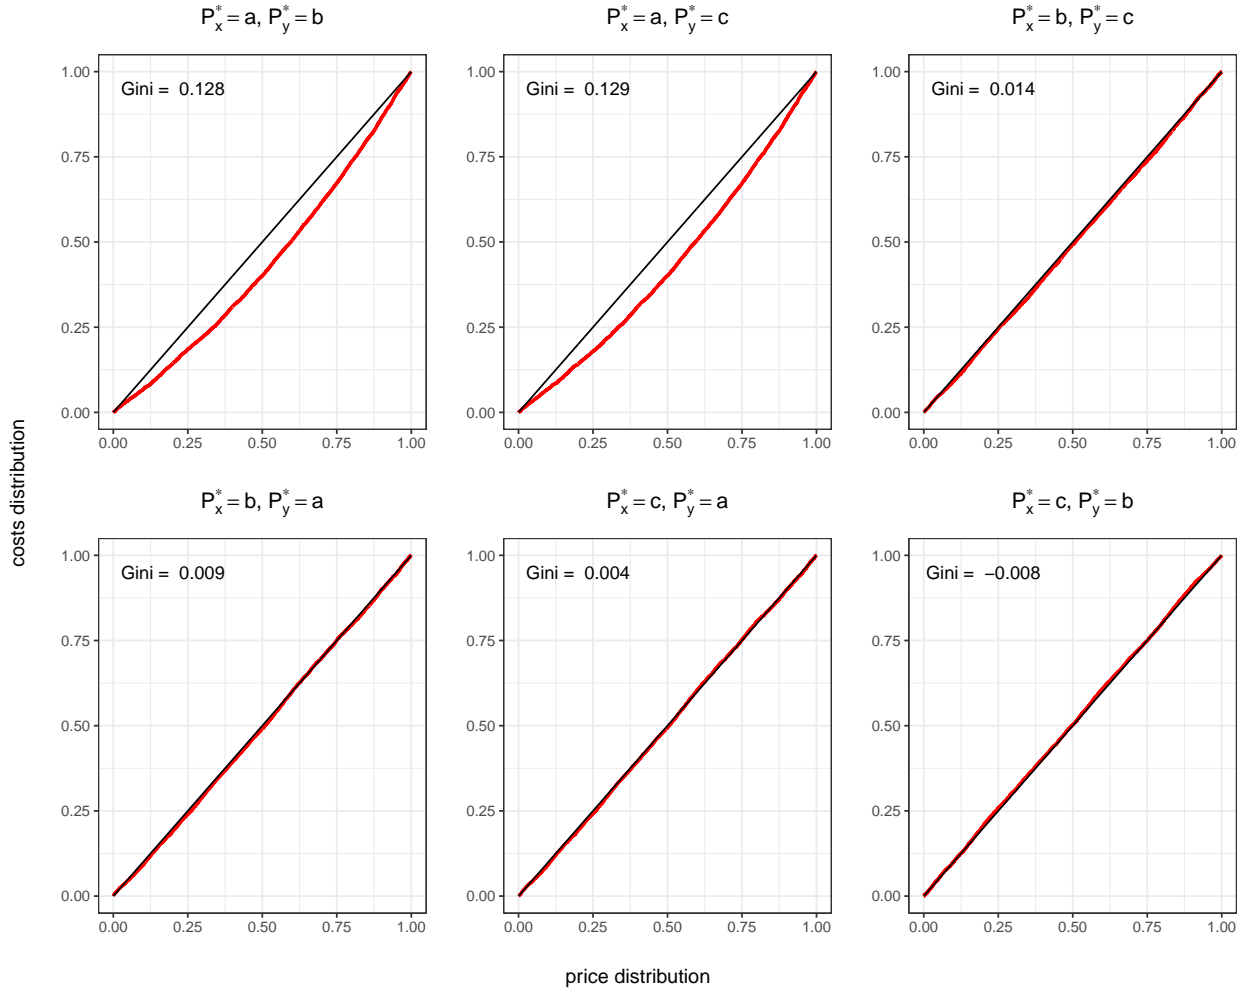 P*x = a, P*y = b
P*x = a, P*y = c
P*x = b, P*y = c
Gini = 0.128
Gini = 0.129
Gini = 0.014
1.00
0.75
0.50
0.25
0.00
1.00
0.75
0.50
0.25
0.00
1.00
0.75
0.50
0.25
0.00
0.00 0.25 0.50 0.75 1.00
0.00 0.25 0.50 0.75 1.00
0.00 0.25 0.50 0.75 1.00
costs distribution
P*x = b, P*y = a
P*x = c, P*y = a
P*x = c, P*y = b
Gini = 0.009
Gini = 0.004
Gini = −0.008
1.00
0.75
0.50
0.25
0.00
1.00
0.75
0.50
0.25
0.00
1.00
0.75
0.50
0.25
0.00
0.00 0.25 0.50 0.75 1.00
0.00 0.25 0.50 0.75 1.00
0.00 0.25 0.50 0.75 1.00
price distribution